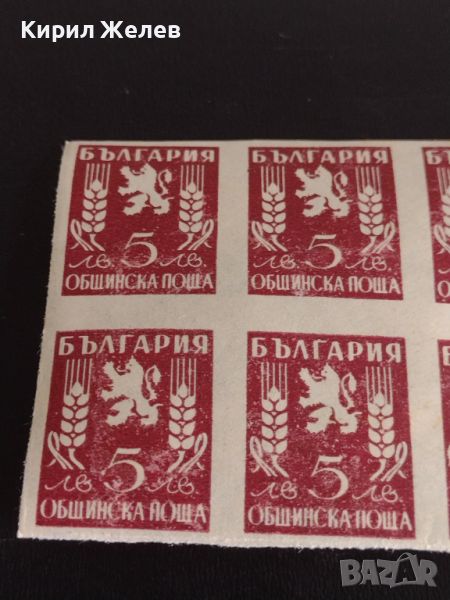 Кирил Желев
БЪЛГАРИЯ
5
лв. лв.
ОБЩИНСКА ПОЩА
БЪЛГАРИЯ
5
лв. лв.
ОБЩИНСКА ПОЩА
БЪЛГАРИЯ
5
лв. лв.
ОБЩИНСКА ПОЩА
БЪЛГАРИЯ
5
лв. лв.
ОБЩИНСКА ПОЩА
BAZAR